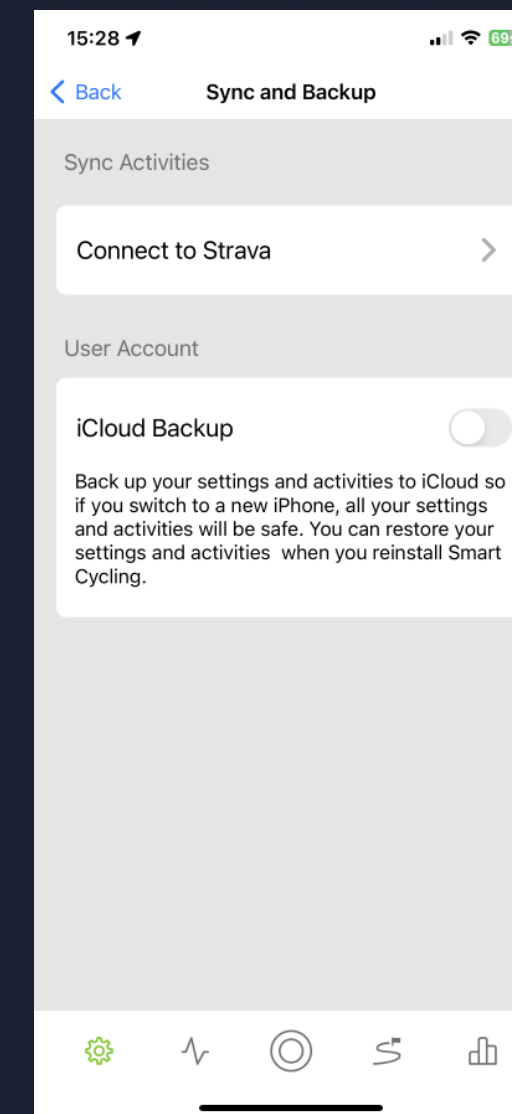 15:28
69
Back
Sync and Backup
Sync Activities
Connect to Strava
User Account
iCloud Backup
Back up your settings and activities to iCloud so
if you switch to a new iPhone, all your settings
and activities will be safe. You can restore your
settings and activities  when you reinstall Smart
Cycling.